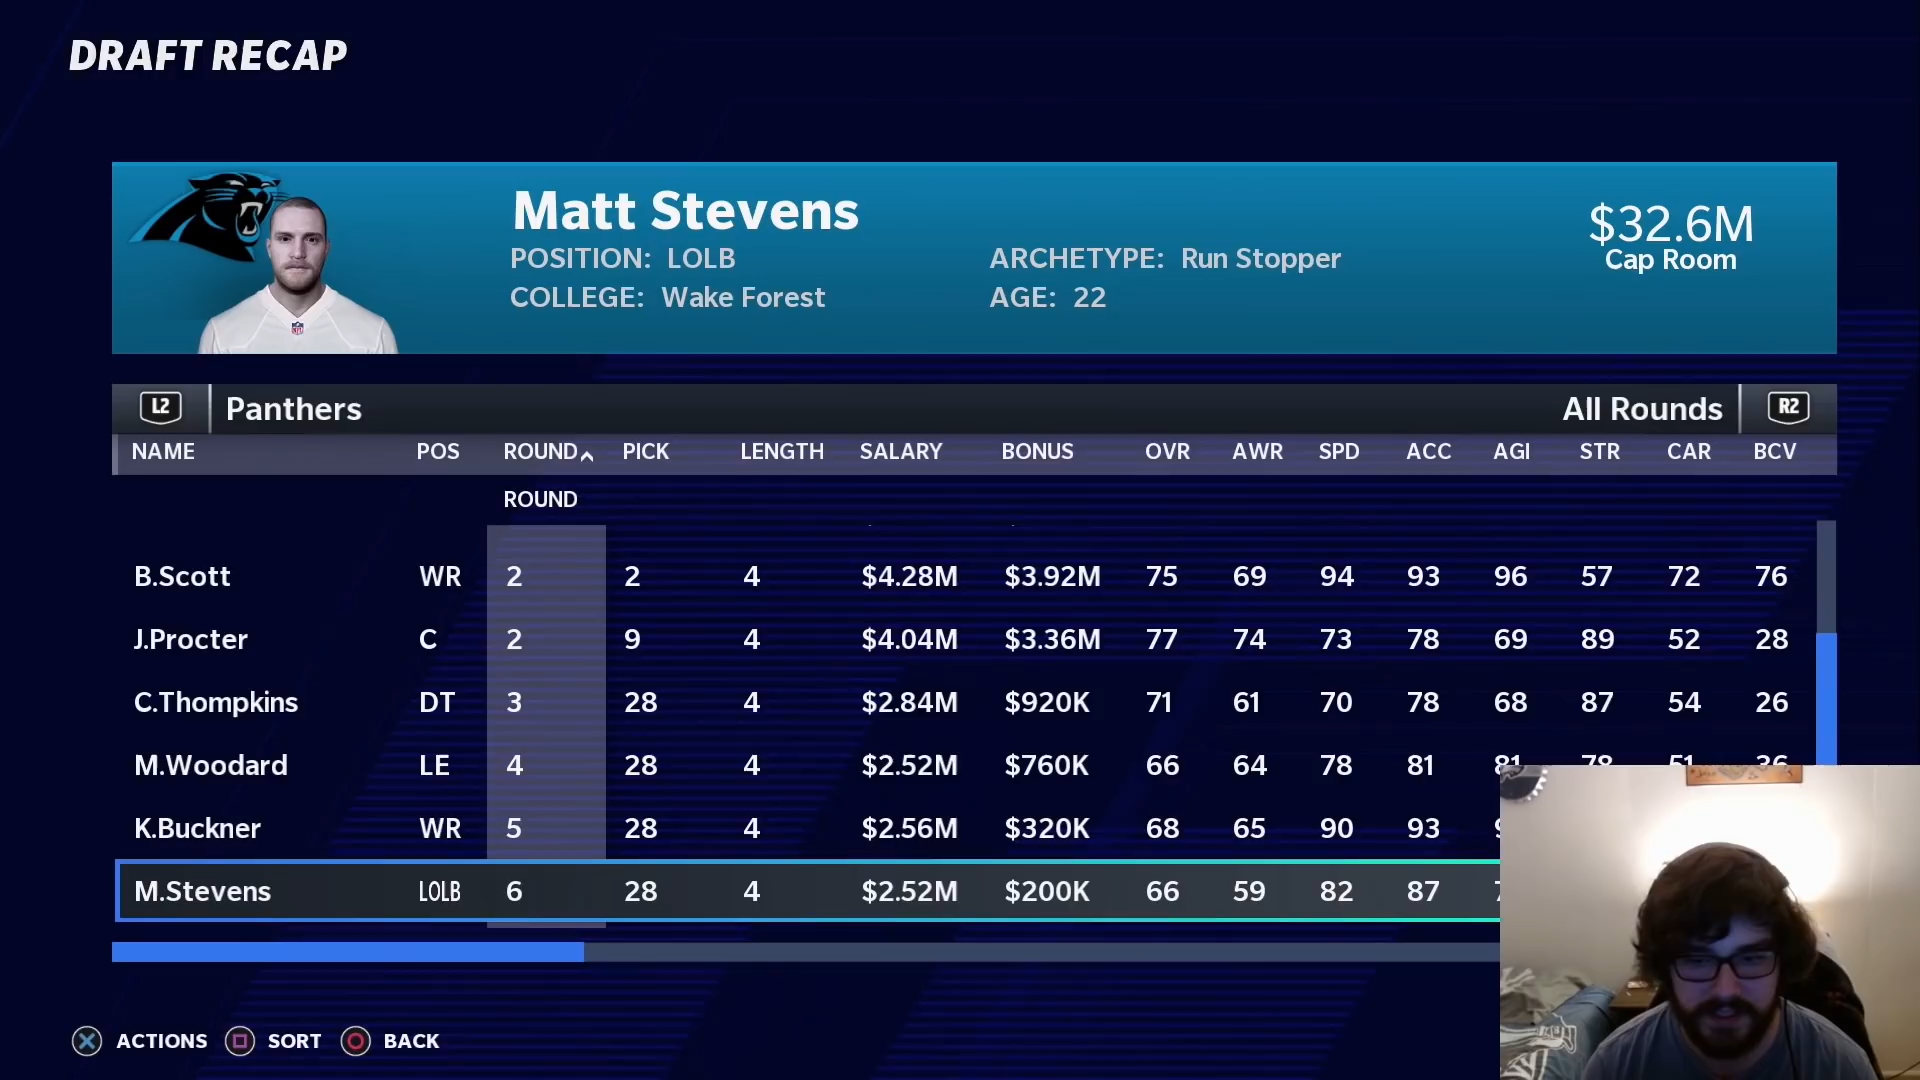 DRAFT RECAP
Matt Stevens
POSITION: LOLB
ARCHETYPE: Run Stopper
COLLEGE: Wake Forest
AGE: 22
$32.6M
Cap Room
L2 Panthers All Rounds R2
NAME POS ROUND PICK LENGTH SALARY BONUS OVR AWR SPD ACC AGI STR CAR BCV
ROUND
B.Scott WR 2 2 4 $4.28M $3.92M 75 69 94 93 96 57 72 76
J.Procter C 2 9 4 $4.04M $3.36M 77 74 73 78 69 89 52 28
C.Thompkins DT 3 28 4 $2.84M $920K 71 61 70 78 68 87 54 26
M.Woodard LE 4 28 4 $2.52M $760K 66 64 78 81 81 78 51 36
K.Buckner WR 5 28 4 $2.56M $320K 68 65 90 93
M.Stevens LOLB 6 28 4 $2.52M $200K 66 59 82 87
ACTIONS SORT BACK